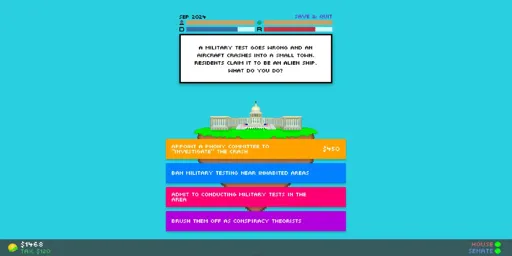 SEP. 2024
SAVE & QUIT
D
R
A MILITARY TEST GOES WRONG AND AN
AIRCRAFT CRASHES INTO A SMALL TOWN.
RESIDENTS CLAIM IT TO BE AN ALIEN SHIP.
WHAT DO YOU DO?
APPOINT A PHONY COMMITTEE TO
"INVESTIGATE" THE CRASH
$450
BAN MILITARY TESTING NEAR INHABITED AREAS
ADMIT TO CONDUCTING MILITARY TESTS IN THE
AREA
BRUSH THEM OFF AS CONSPIRACY THEORISTS
$1468
TAX: $120
HOUSE
SENATE